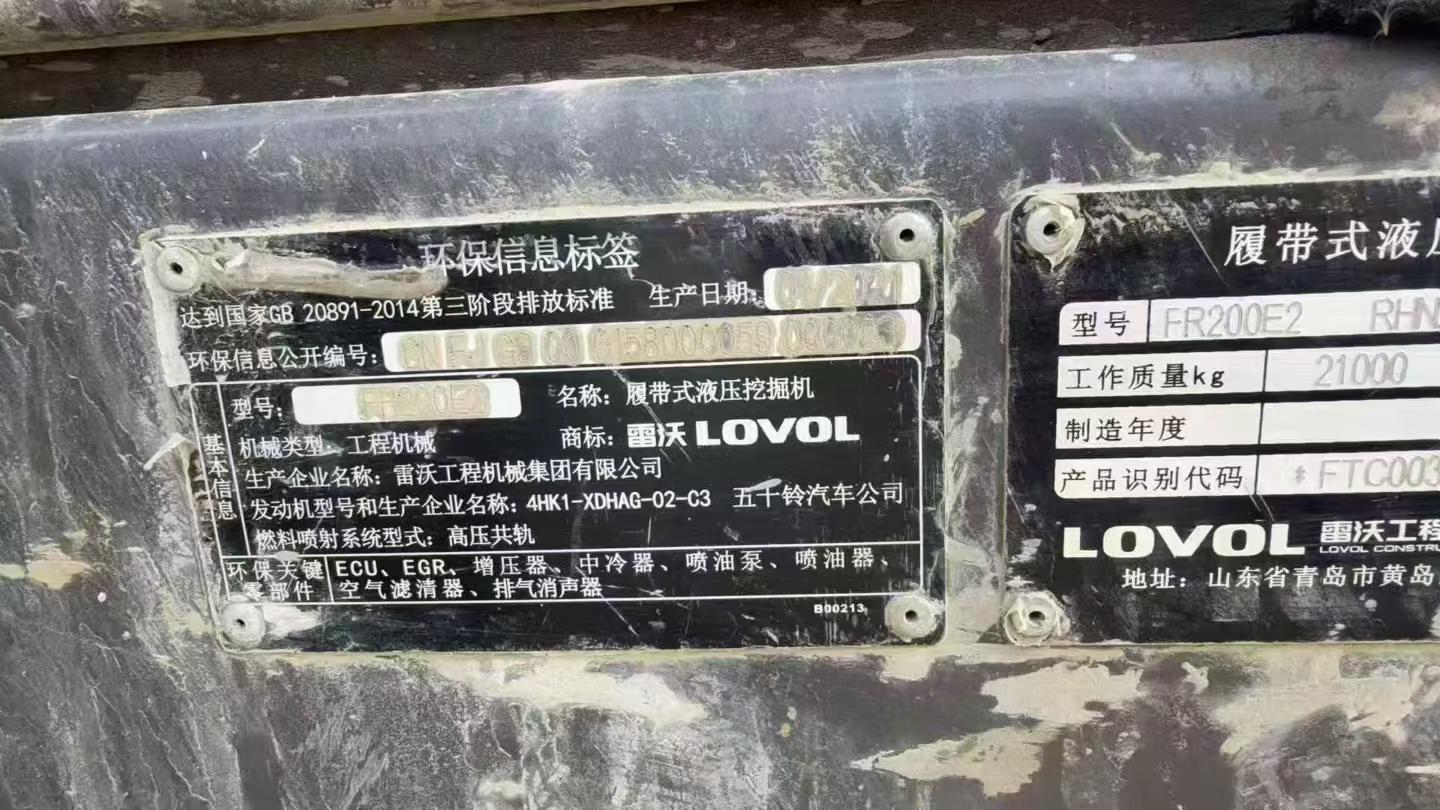 环保信息标签
达到国家GB 20891-2014第三阶段排放标准 生产日期:
环保信息公开编号:
基本信息
型号: FR200E2 名称: 履带式液压挖掘机
机械类型: 工程机械 商标: 雷沃 LOVOL
生产企业名称: 雷沃工程机械集团有限公司
发动机型号和生产企业名称: 4HK1-XDHAG-02-C3 五十铃汽车公司
燃料喷射系统型式: 高压共轨
环保关键零部件
ECU、EGR、增压器、中冷器、喷油泵、喷油器、
空气滤清器、排气消声器
B00213
履带式液
型号 FR200E2 RHN
工作质量kg 21000
制造年度
产品识别代码 * FTC003
LOVOL 雷沃工程
LOVOL CONSTRU
地址: 山东省青岛市黄岛